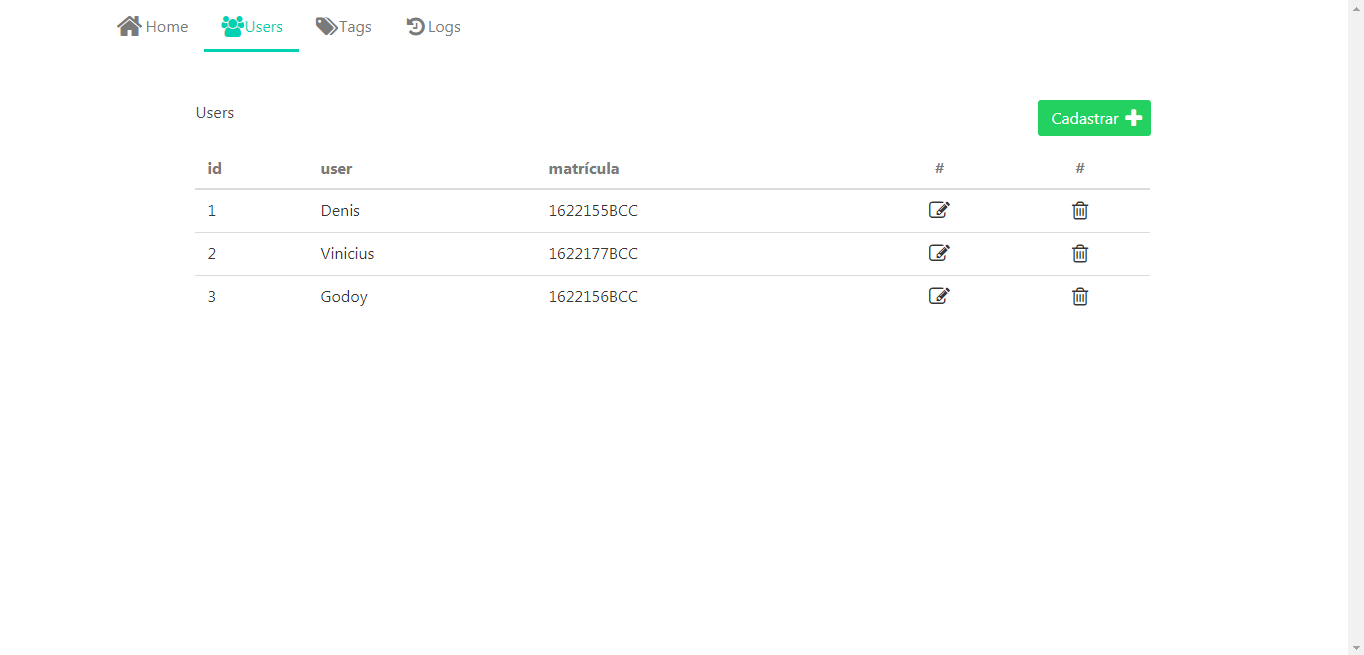 Home Users Tags Logs
Users Cadastrar
id user matrícula # #
1 Denis 1622155BCC
2 Vinicius 1622177BCC
3 Godoy 1622156BCC